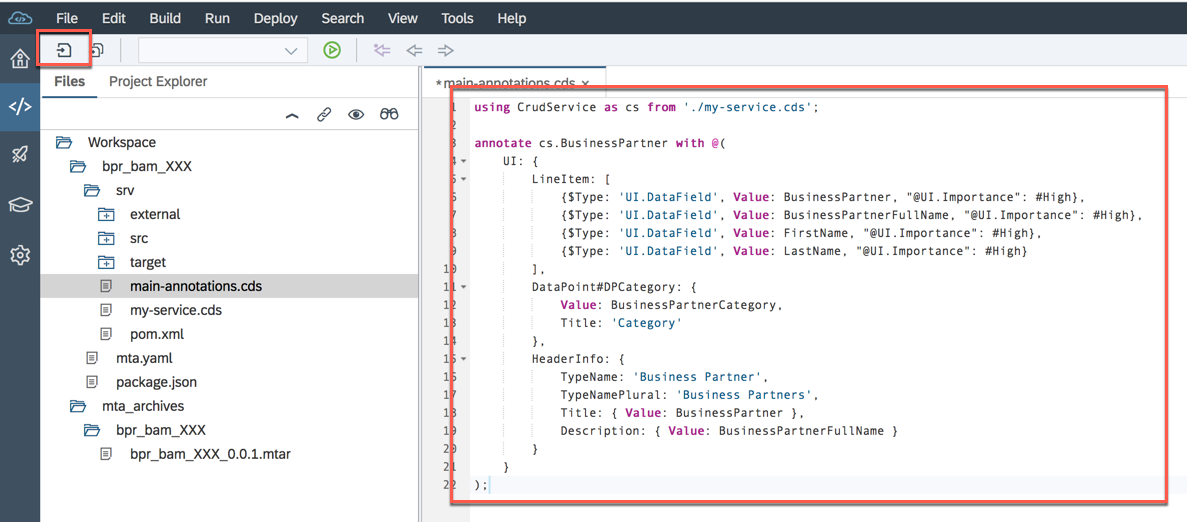 File Edit Build Run Deploy Search View Tools Help
Files Project Explorer
*main-annotations.cds ×
Workspace
bpr_bam_XXX
srv
external
src
target
main-annotations.cds
my-service.cds
pom.xml
mta.yaml
package.json
mta_archives
bpr_bam_XXX
bpr_bam_XXX_0.0.1.mtar
1 using CrudService as cs from './my-service.cds';
2
3 annotate cs.BusinessPartner with @(
4 UI: {
5 LineItem: [
6 {$Type: 'UI.DataField', Value: BusinessPartner, "@UI.Importance": #High},
7 {$Type: 'UI.DataField', Value: BusinessPartnerFullName, "@UI.Importance": #High},
8 {$Type: 'UI.DataField', Value: FirstName, "@UI.Importance": #High},
9 {$Type: 'UI.DataField', Value: LastName, "@UI.Importance": #High}
10 ],
11 DataPoint#DPCategory: {
12 Value: BusinessPartnerCategory,
13 Title: 'Category'
14 },
15 HeaderInfo: {
16 TypeName: 'Business Partner',
17 TypeNamePlural: 'Business Partners',
18 Title: { Value: BusinessPartner },
19 Description: { Value: BusinessPartnerFullName }
20 }
21 }
22 );